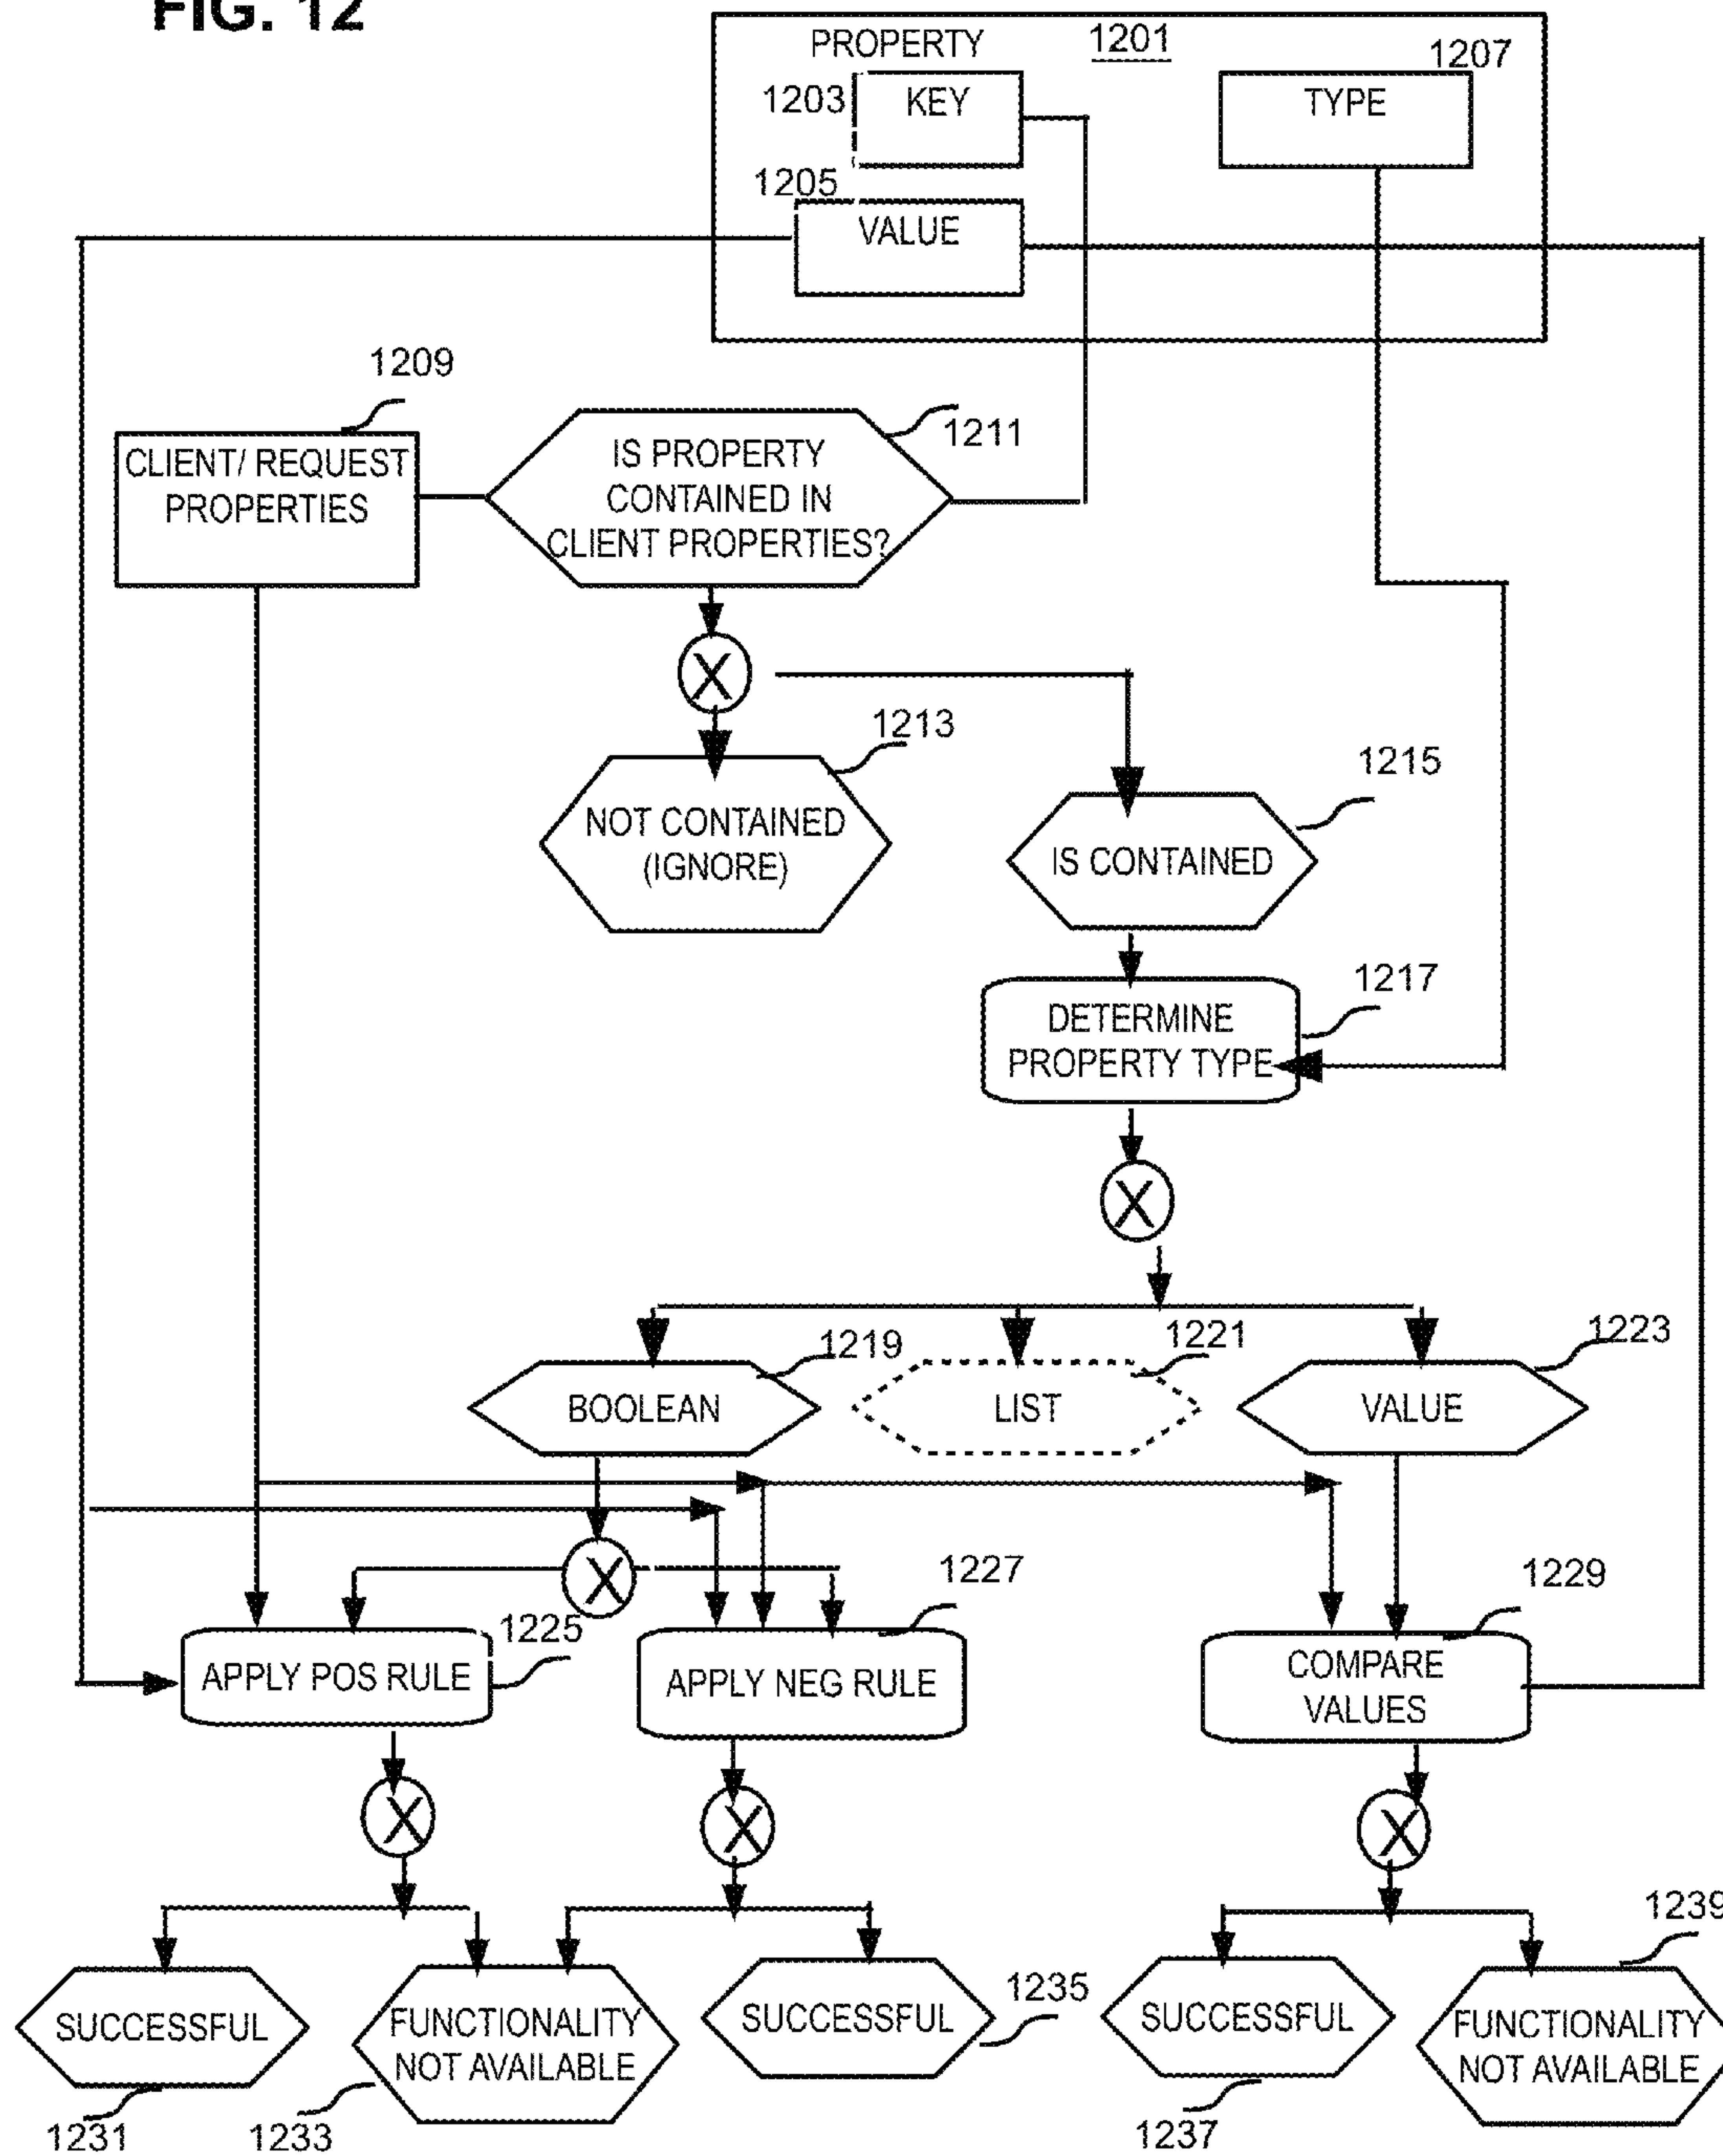 FIG. 12
PROPERTY
1201
1207
1203
KEY
TYPE
1205
VALUE
1209
1211
CLIENT/ REQUEST
PROPERTIES
IS PROPERTY
CONTAINED IN
CLIENT PROPERTIES?
X
1213
1215
NOT CONTAINED
(IGNORE)
IS CONTAINED
1217
DETERMINE
PROPERTY TYPE
X
1219
1221
1223
BOOLEAN
LIST
VALUE
X
1225
1227
1229
APPLY POS RULE
APPLY NEG RULE
COMPARE
VALUES
X
X
X
1239
SUCCESSFUL
FUNCTIONALITY
NOT AVAILABLE
SUCCESSFUL
1235
SUCCESSFUL
FUNCTIONALITY
NOT AVAILABLE
1231
1233
1237